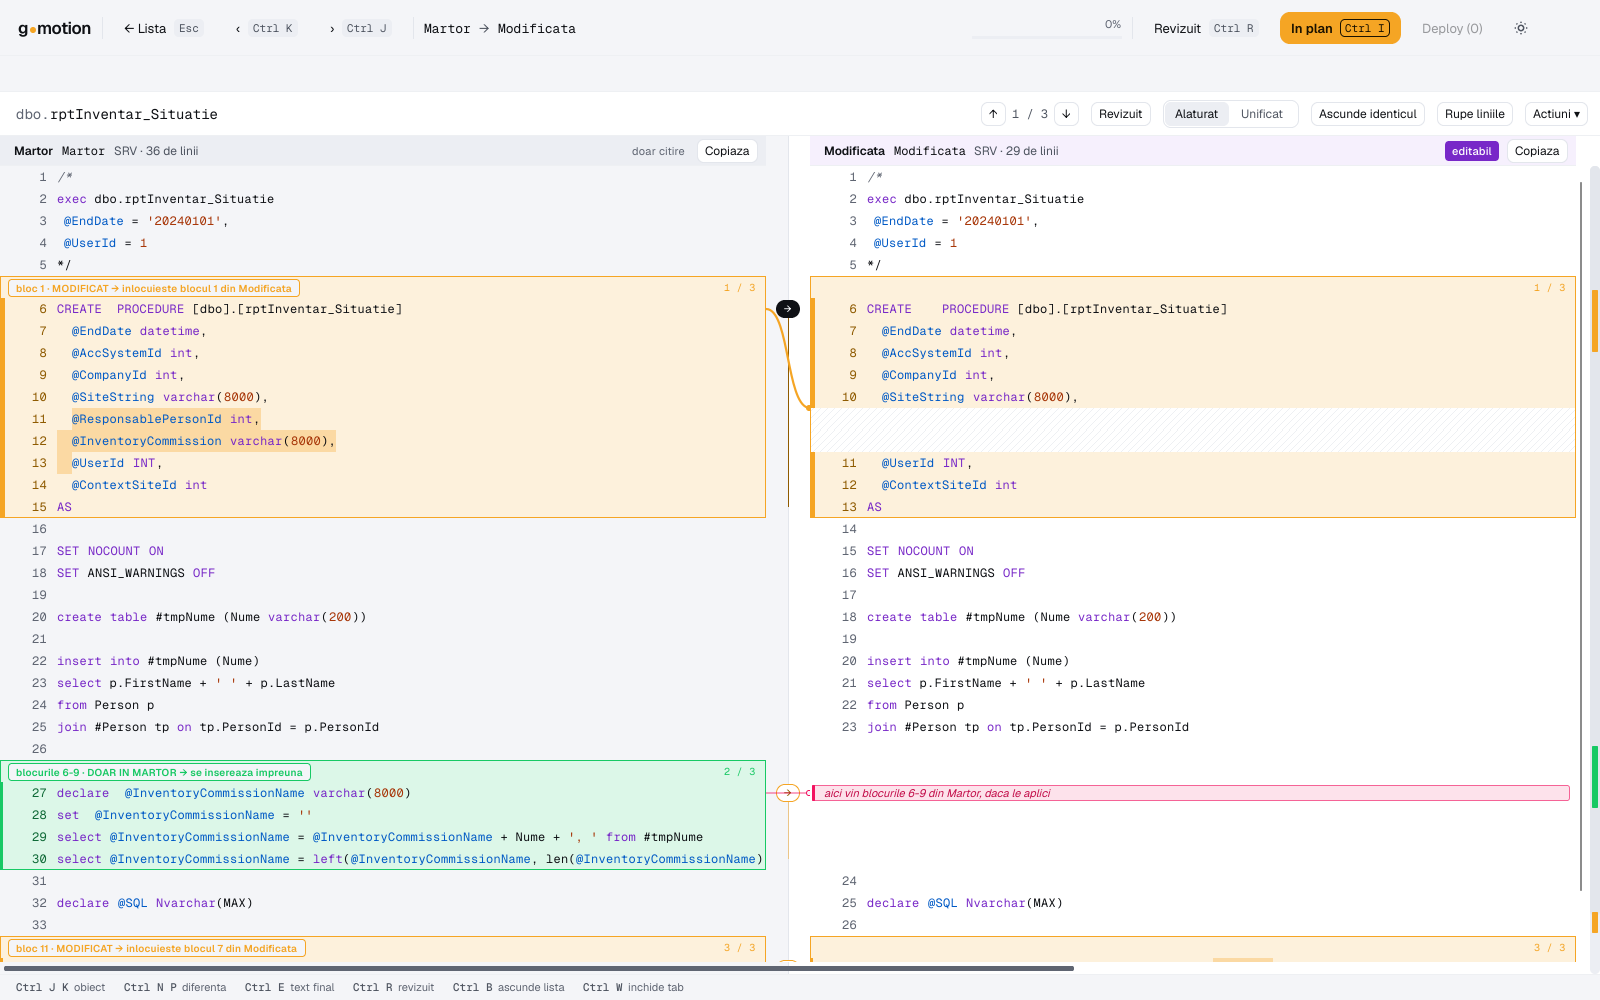 g•motion
← Lista Esc ‹ Ctrl K › Ctrl J Martor → Modificata 0% Revizuit Ctrl R In plan Ctrl I Deploy (0)
dbo.rptInventar_Situatie ↑ 1 / 3 ↓ Revizuit Alaturat Unificat Ascunde identicul Rupe liniile Actiuni ▾
Martor Martor SRV · 36 de linii doar citire Copiaza
1 /*
2 exec dbo.rptInventar_Situatie
3 @EndDate = '20240101',
4 @UserId = 1
5 */
bloc 1 · MODIFICAT → inlocuieste blocul 1 din Modificata 1 / 3
6 CREATE  PROCEDURE [dbo].[rptInventar_Situatie]
7 @EndDate datetime,
8 @AccSystemId int,
9 @CompanyId int,
10 @SiteString varchar(8000),
11 @ResponsablePersonId int,
12 @InventoryCommission varchar(8000),
13 @UserId INT,
14 @ContextSiteId int
15 AS
16
17 SET NOCOUNT ON
18 SET ANSI_WARNINGS OFF
19
20 create table #tmpNume (Nume varchar(200))
21
22 insert into #tmpNume (Nume)
23 select p.FirstName + ' ' + p.LastName
24 from Person p
25 join #Person tp on tp.PersonId = p.PersonId
26
blocurile 6-9 · DOAR IN MARTOR → se insereaza impreuna 2 / 3
27 declare  @InventoryCommissionName varchar(8000)
28 set  @InventoryCommissionName = ''
29 select @InventoryCommissionName = @InventoryCommissionName + Nume + ', ' from #tmpNume
30 select @InventoryCommissionName = left(@InventoryCommissionName, len(@InventoryCommissionName)
31
32 declare @SQL Nvarchar(MAX)
33
bloc 11 · MODIFICAT → inlocuieste blocul 7 din Modificata 3 / 3
→
→
Modificata Modificata SRV · 29 de linii editabil Copiaza
1 /*
2 exec dbo.rptInventar_Situatie
3 @EndDate = '20240101',
4 @UserId = 1
5 */
1 / 3
6 CREATE    PROCEDURE [dbo].[rptInventar_Situatie]
7 @EndDate datetime,
8 @AccSystemId int,
9 @CompanyId int,
10 @SiteString varchar(8000),
11 @UserId INT,
12 @ContextSiteId int
13 AS
14
15 SET NOCOUNT ON
16 SET ANSI_WARNINGS OFF
17
18 create table #tmpNume (Nume varchar(200))
19
20 insert into #tmpNume (Nume)
21 select p.FirstName + ' ' + p.LastName
22 from Person p
23 join #Person tp on tp.PersonId = p.PersonId
aici vin blocurile 6-9 din Martor, daca le aplici
24
25 declare @SQL Nvarchar(MAX)
26
3 / 3
Ctrl J K obiect Ctrl N P diferenta Ctrl E text final Ctrl R revizuit Ctrl B ascunde lista Ctrl W inchide tab